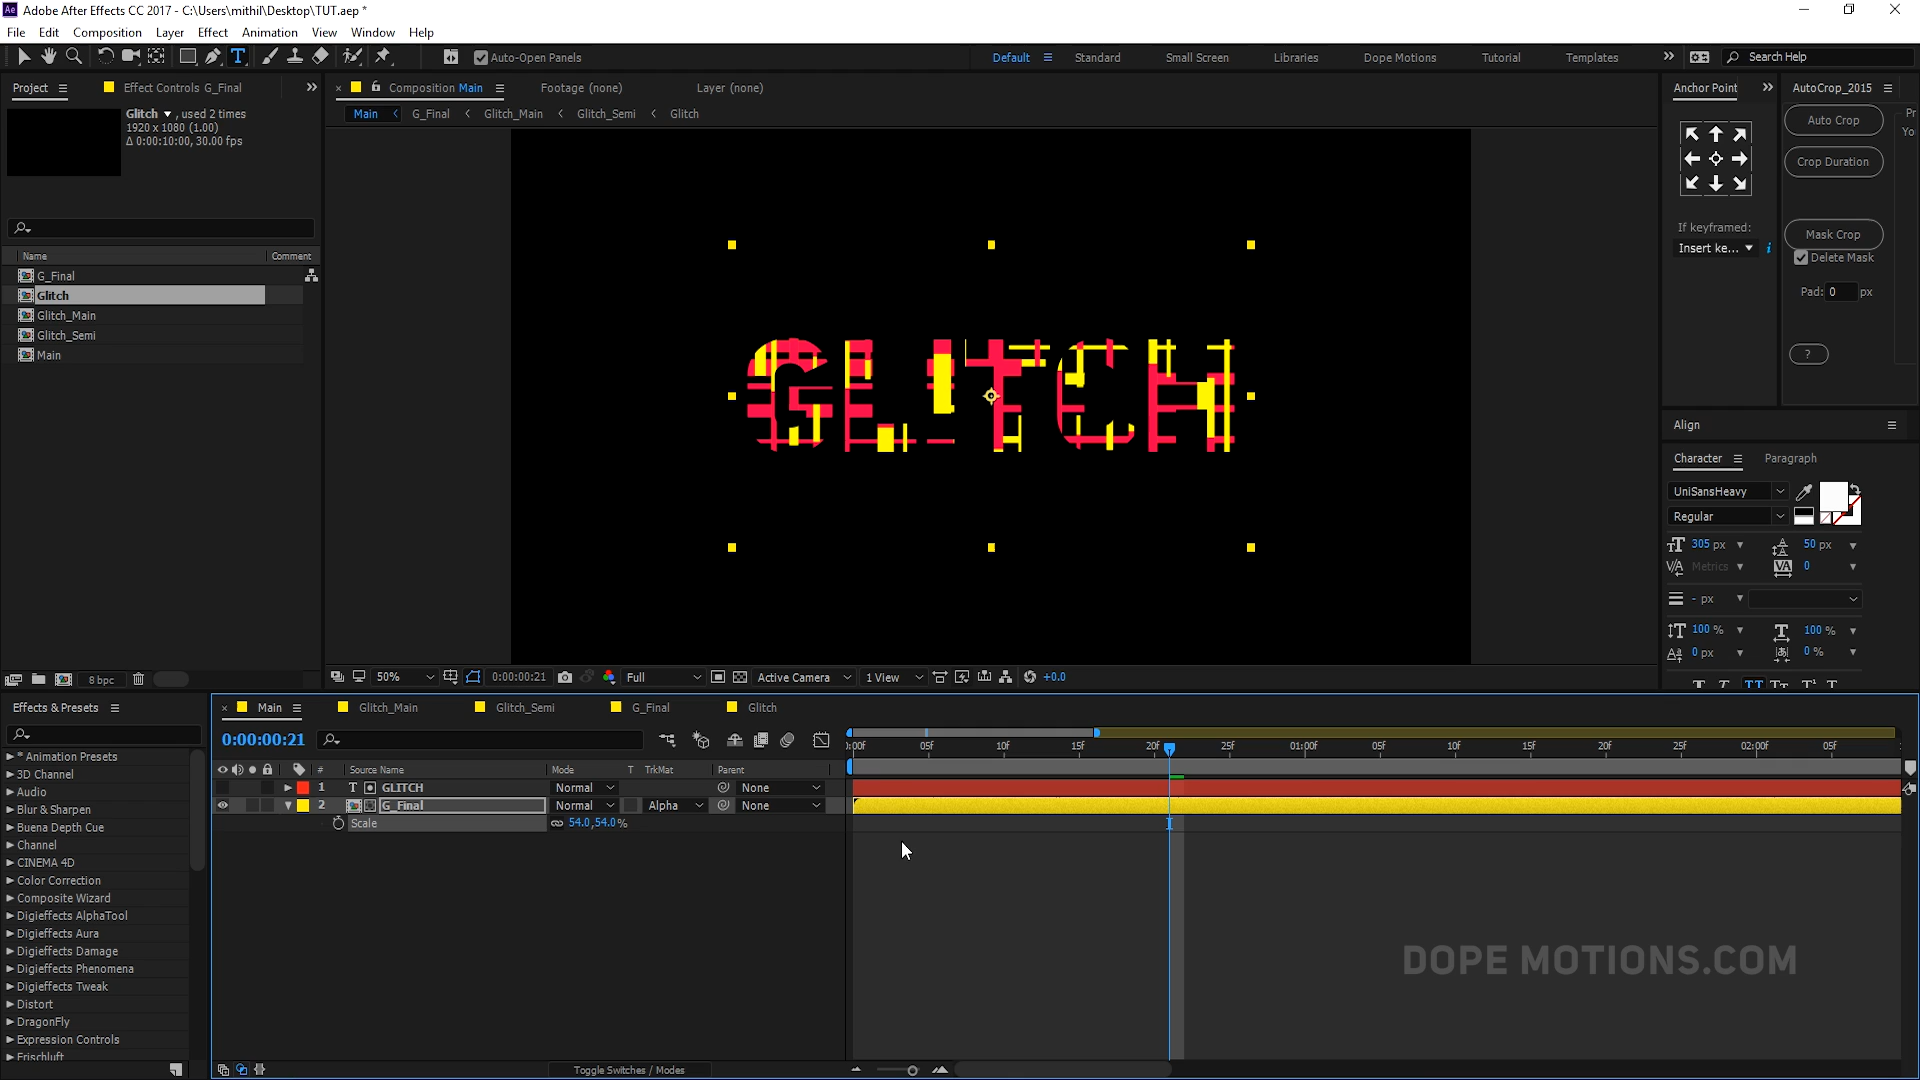 Adobe After Effects CC 2017 - C:\Users\mithil\Desktop\TUT.aep *
File Edit Composition Layer Effect Animation View Window Help
Auto-Open Panels
Default Standard Small Screen Libraries Dope Motions Tutorial Templates Search Help
Project Effect Controls G_Final
Composition Main Footage (none) Layer (none)
Anchor Point AutoCrop_2015
Glitch , used 2 times
1920 x 1080 (1.00)
Δ 0:00:10:00, 30.00 fps
Main G_Final Glitch_Main Glitch_Semi Glitch
Auto Crop
Pr
Yo
Crop Duration
If keyframed:
Insert ke...
Mask Crop
Delete Mask
Pad: 0 px
?
Name Comment
G_Final
Glitch
Glitch_Main
Glitch_Semi
Main
GLITCH
Align
Character Paragraph
UniSansHeavy
Regular
305 px 50 px
Metrics 0
- px
100 % 100 %
0 px 0 %
8 bpc
50% 0:00:00:21 Full Active Camera 1 View +0.0
Effects & Presets
Main Glitch_Main Glitch_Semi G_Final Glitch
0:00:00:21
):00f 05f 10f 15f 20f 25f 01:00f 05f 10f 15f 20f 25f 02:00f 05f
# Source Name Mode T TrkMat Parent
1 T GLITCH Normal None
2 G_Final Normal Alpha None
Scale 54.0,54.0%
* Animation Presets
3D Channel
Audio
Blur & Sharpen
Buena Depth Cue
Channel
CINEMA 4D
Color Correction
Composite Wizard
Digieffects AlphaTool
Digieffects Aura
Digieffects Damage
Digieffects Phenomena
Digieffects Tweak
Distort
DragonFly
Expression Controls
Frischluft
DOPE MOTIONS.COM
Toggle Switches / Modes